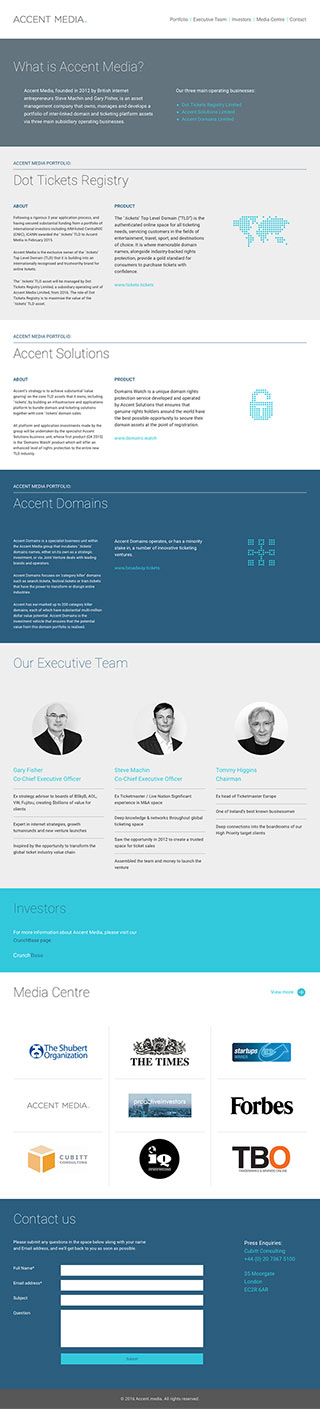 ACCENT MEDIA.
Portfolio | Executive Team | Investors | Media Centre | Contact
What is Accent Media?
Accent Media, founded in 2012 by British internet
entrepreneurs Steve Machin and Gary Fisher, is an asset
management company that owns, manages and develops a
portfolio of inter-linked domain and ticketing platform assets
via three main subsidiary operating businesses.
Our three main operating businesses:
Dot Tickets Registry Limited
Accent Solutions Limited
Accent Domains Limited
ACCENT MEDIA PORTFOLIO:
Dot Tickets Registry
ABOUT
Following a rigorous 3 year application process, and
having secured substantial funding from a portfolio of
international investors including AIM-listed CentralNIC
(CNIC), ICANN awarded the '.tickets' TLD to Accent
Media in February 2015.
Accent Media is the exclusive owner of the '.tickets'
Top Level Domain (TLD) that it is building into an
internationally recognised and trustworthy brand for
online tickets.
The '.tickets' TLD will be managed by Dot
Tickets Registry Limited, a subsidiary operating unit of
Accent Media Limited, from 2016. The role of Dot
Tickets Registry is to maximise the value of the
'.tickets' TLD.
PRODUCT
The '.tickets' Top Level Domain ("TLD") is the
authenticated online space for all ticketing
needs, servicing customers in the fields of
entertainment, travel, sport, and destinations
of choice. It is where memorable domain
names, alongside industry-backed rights
protection, provide a gold standard for
consumers to purchase tickets with
confidence.
www.tickets.tickets
ACCENT MEDIA PORTFOLIO:
Accent Solutions
ABOUT
Accent's strategy is to achieve substantial 'value
gearing' on the core TLD assets that it owns, including
'.tickets', by building an infrastructure and applications
platform to bundle domain and ticketing solutions
together with core '.tickets' domain sales.
All platform and application investments made by the
group will be undertaken by the specialist Accent
Solutions business unit, whose first product (Q4 2015)
is the 'Domains Watch' product which will offer an
enhanced level of rights protection to the entire new
TLD industry.
PRODUCT
Domains Watch is a unique domain rights
protection service developed and operated
by Accent Solutions that ensures that
genuine rights holders around the world have
the best possible opportunity to secure their
domain assets at the point of registration.
www.domains.watch
ACCENT MEDIA PORTFOLIO:
Accent Domains
Accent Domains is a specialist business unit within
the Accent Media group that incubates '.tickets'
domains names, either on its own as a strategic,
investment, or via Joint Venture deals with leading
brands and operators.
Accent Domains focuses on 'category killer' domains
such as search.tickets, festival.tickets or train.tickets
that have the power to transform or disrupt entire
industries.
Accent has earmarked up to 200 category killer
domains, each of which have substantial multi-million
dollar value potential. Accent Domains is the
investment vehicle that ensures that the potential
value from this domain portfolio is realised.
Accent Domains operates, or has a minority
stake in, a number of innovative ticketing
ventures.
www.broadway.tickets
Our Executive Team
Gary Fisher
Co-Chief Executive Officer
Ex strategy advisor to boards of BSkyB, AOL,
VW, Fujitsu, creating $billions of value for
clients
Expert in internet strategies, growth
turnarounds and new venture launches
Inspired by the opportunity to transform the
global ticket industry value chain
Steve Machin
Co-Chief Executive Officer
Ex Ticketmaster / Live Nation Significant
experience in M&A space
Deep knowledge & networks throughout global
ticketing space
Saw the opportunity in 2012 to create a trusted
space for ticket sales
Assembled the team and money to launch the
venture
Tommy Higgins
Chairman
Ex head of Ticketmaster Europe
One of Ireland's best known businessmen
Deep connections into the boardrooms of our
High Priority target clients
Investors
For more information about Accent Media, please visit our
CrunchBase page
CrunchBase
Media Centre
View more
The Shubert
Organization
THE TIMES
startups
ACCENT MEDIA.
proactiveinvestors
Forbes
CUBITT
CONSULTING
iq
TBO
Contact us
Please submit any questions in the space below along with your name
and Email address, and we'll get back to you as soon as possible.
Full Name*
Email address*
Subject
Question
Submit
Press Enquiries:
Cubitt Consulting
+44 (0) 20 7367 5100
35 Moorgate
London
EC2R 6AR
© 2016 Accent media. All rights reserved.